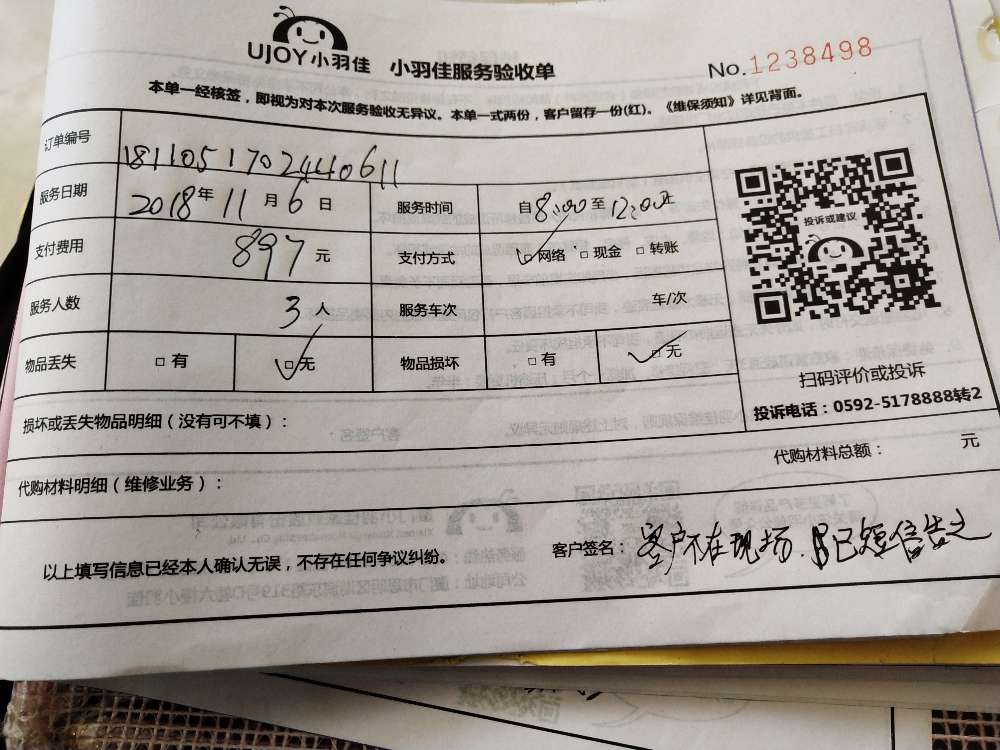 UJOY小羽佳 小羽佳服务验收单
No.1238498
本单一经核签，即视为对本次服务验收无异议。本单一式两份，客户留存一份(红)。《维保须知》详见背面。
订单编号 181105170244061 1
服务日期 2018年11月6日 服务时间 自8:00至12:00止
支付费用 897元 支付方式 □网络 □现金 □转账
服务人数 3人 服务车次 车/次
物品丢失 □有 □无 物品损坏 □有 □无
投诉或建议
扫码评价或投诉
投诉电话：0592-5178888转2
损坏或丢失物品明细（没有可不填）：
代购材料明细（维修业务）： 代购材料总额： 元
以上填写信息已经本人确认无误，不存在任何争议纠纷。 客户签名：客户不在现场.已短信告之